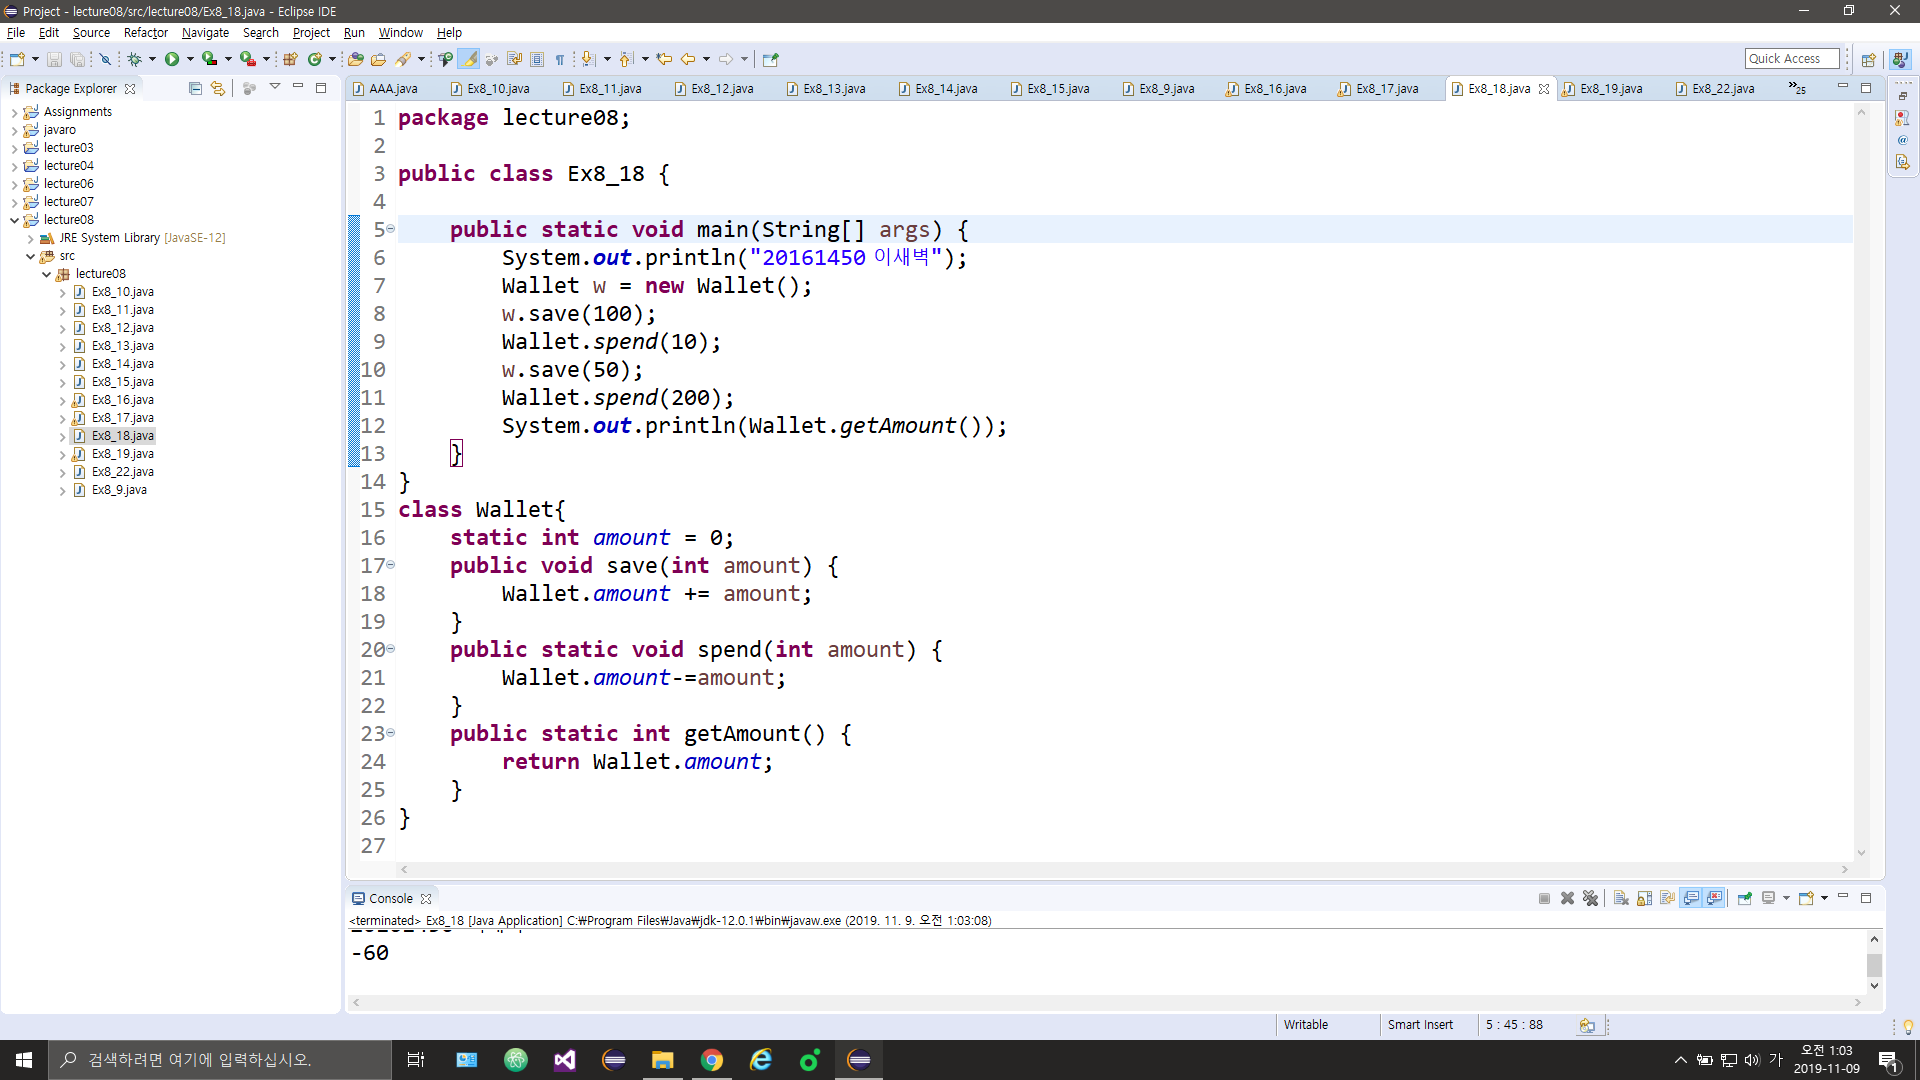 Project - lecture08/src/lecture08/Ex8_18.java - Eclipse IDE
File Edit Source Refactor Navigate Search Project Run Window Help
Quick Access
Package Explorer
AAA.java Ex8_10.java Ex8_11.java Ex8_12.java Ex8_13.java Ex8_14.java Ex8_15.java Ex8_9.java Ex8_16.java Ex8_17.java Ex8_18.java Ex8_19.java Ex8_22.java »25
Assignments
javaro
lecture03
lecture04
lecture06
lecture07
lecture08
JRE System Library [JavaSE-12]
src
lecture08
Ex8_10.java
Ex8_11.java
Ex8_12.java
Ex8_13.java
Ex8_14.java
Ex8_15.java
Ex8_16.java
Ex8_17.java
Ex8_18.java
Ex8_19.java
Ex8_22.java
Ex8_9.java
1 package lecture08;
2
3 public class Ex8_18 {
4
5 public static void main(String[] args) {
6 System.out.println("20161450 이새벽");
7 Wallet w = new Wallet();
8 w.save(100);
9 Wallet.spend(10);
10 w.save(50);
11 Wallet.spend(200);
12 System.out.println(Wallet.getAmount());
13 }
14 }
15 class Wallet{
16 static int amount = 0;
17 public void save(int amount) {
18 Wallet.amount += amount;
19 }
20 public static void spend(int amount) {
21 Wallet.amount-=amount;
22 }
23 public static int getAmount() {
24 return Wallet.amount;
25 }
26 }
27
Console
<terminated> Ex8_18 [Java Application] C:₩Program Files₩Java₩jdk-12.0.1₩bin₩javaw.exe (2019. 11. 9. 오전 1:03:08)
-60
Writable Smart Insert 5 : 45 : 88
검색하려면 여기에 입력하십시오.
가
오전 1:03
2019-11-09
1